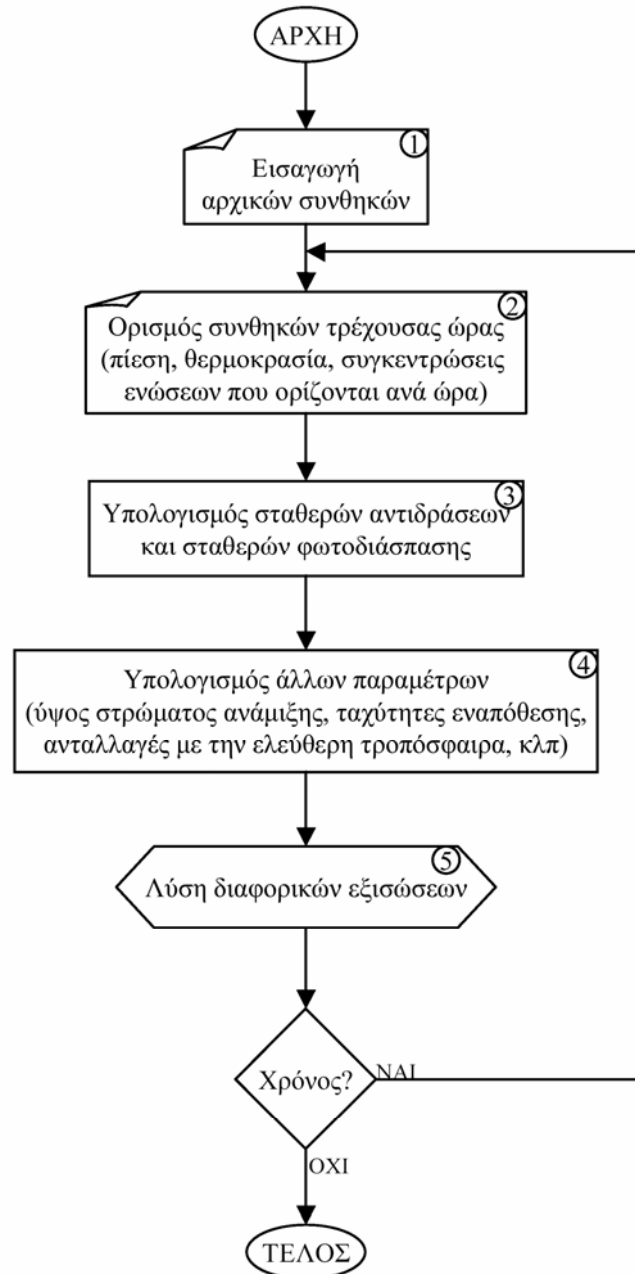 ΑΡΧΗ
1
Εισαγωγή
αρχικών συνθηκών
2
Ορισμός συνθηκών τρέχουσας ώρας
(πίεση, θερμοκρασία, συγκεντρώσεις
ενώσεων που ορίζονται ανά ώρα)
3
Υπολογισμός σταθερών αντιδράσεων
και σταθερών φωτοδιάσπασης
4
Υπολογισμός άλλων παραμέτρων
(ύψος στρώματος ανάμιξης, ταχύτητες εναπόθεσης,
ανταλλαγές με την ελεύθερη τροπόσφαιρα, κλπ)
5
Λύση διαφορικών εξισώσεων
Χρόνος?
ΝΑΙ
ΟΧΙ
ΤΕΛΟΣ